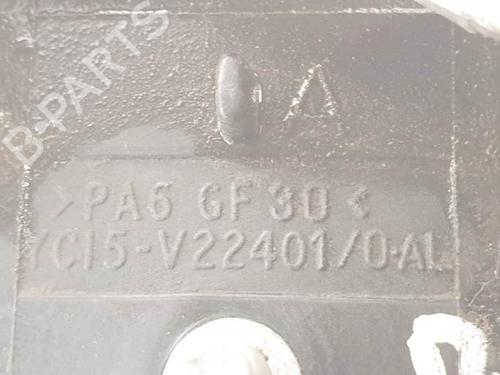 B-PARTS
A
>PA6 GF30<
YC15-V22401/0-AL